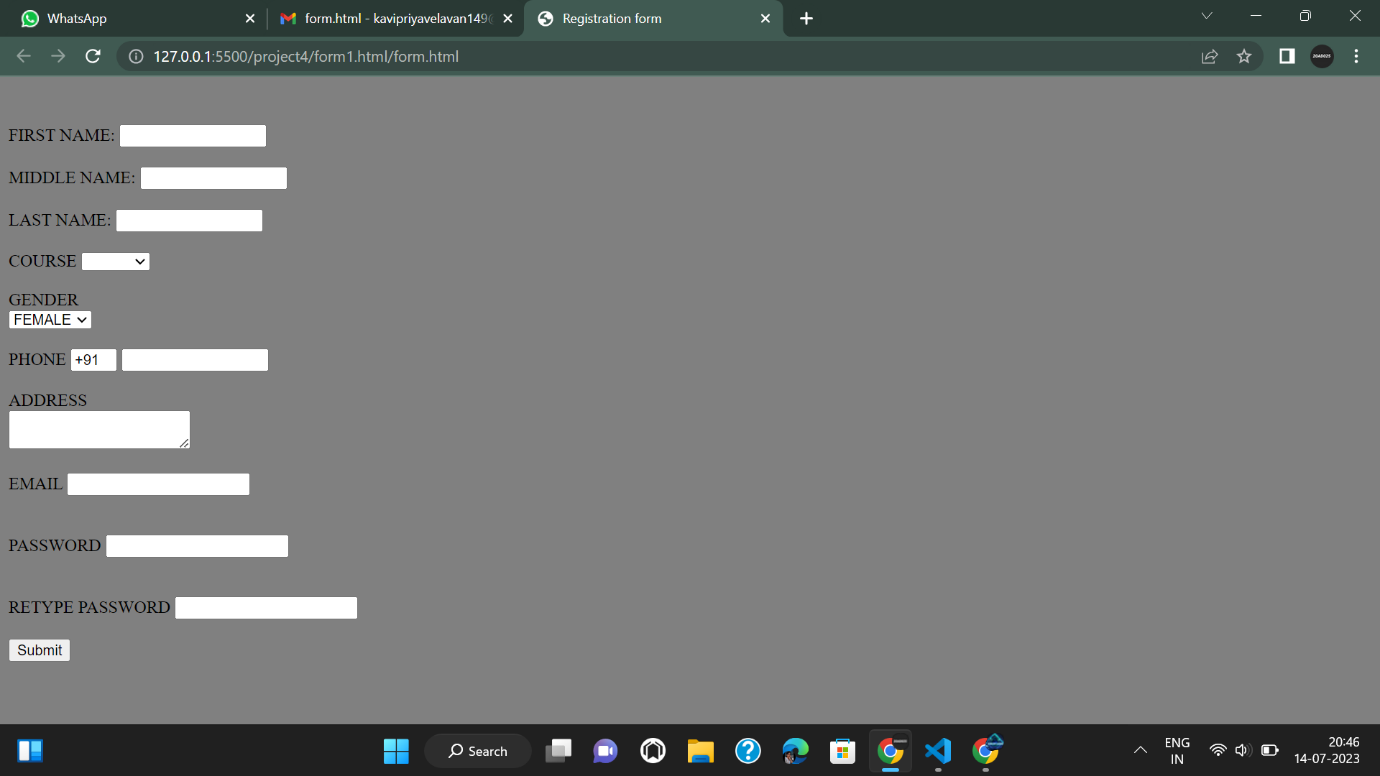 WhatsApp
form.html - kavipriyavelavan149
Registration form
127.0.0.1:5500/project4/form1.html/form.html
FIRST NAME:
MIDDLE NAME:
LAST NAME:
COURSE
GENDER
FEMALE
PHONE +91
ADDRESS
EMAIL
PASSWORD
RETYPE PASSWORD
Submit
Search
ENG
IN
20:46
14-07-2023